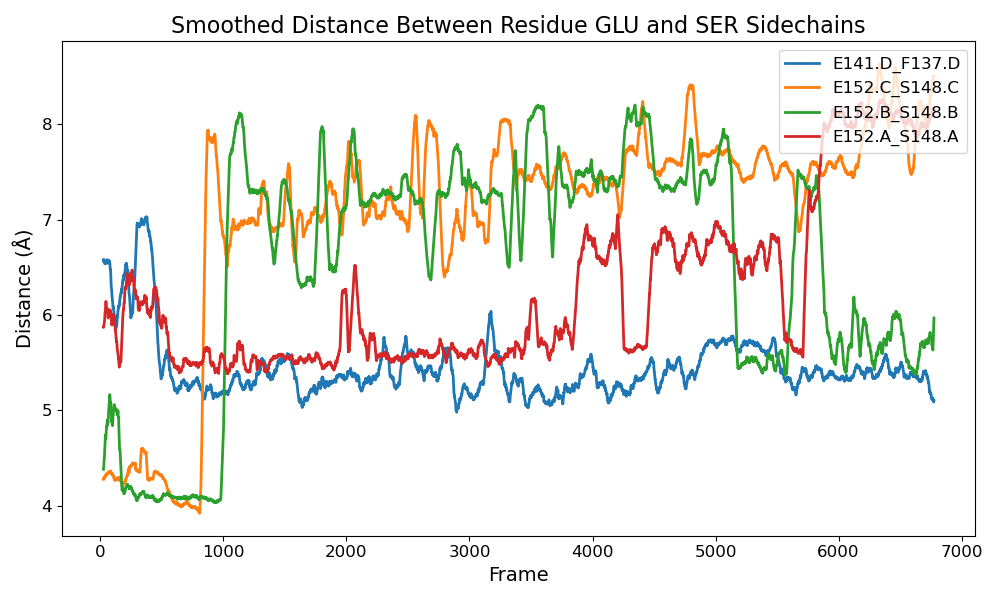 Smoothed Distance Between Residue GLU and SER Sidechains
E141.D_F137.D
E152.C_S148.C
E152.B_S148.B
E152.A_S148.A
Distance (Å)
8
7
6
5
4
0 1000 2000 3000 4000 5000 6000 7000
Frame